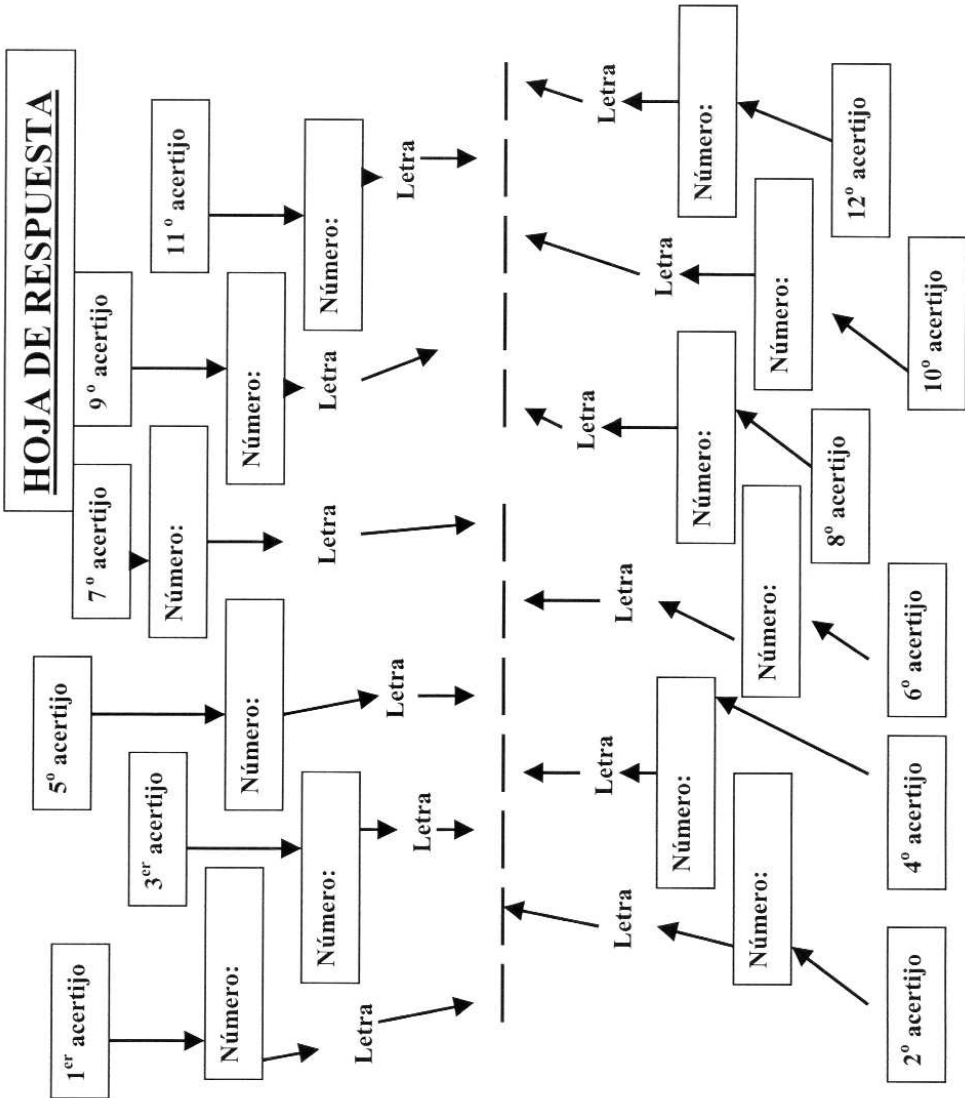 HOJA DE RESPUESTA
1er acertijo
Número:
Letra
3er acertijo
Número:
Letra
5º acertijo
Número:
Letra
7º acertijo
Número:
Letra
9º acertijo
Número:
Letra
11º acertijo
Número:
Letra
2º acertijo
Número:
Letra
4º acertijo
Número:
Letra
6º acertijo
Número:
Letra
8º acertijo
Número:
Letra
10º acertijo
Número:
Letra
12º acertijo
Número:
Letra